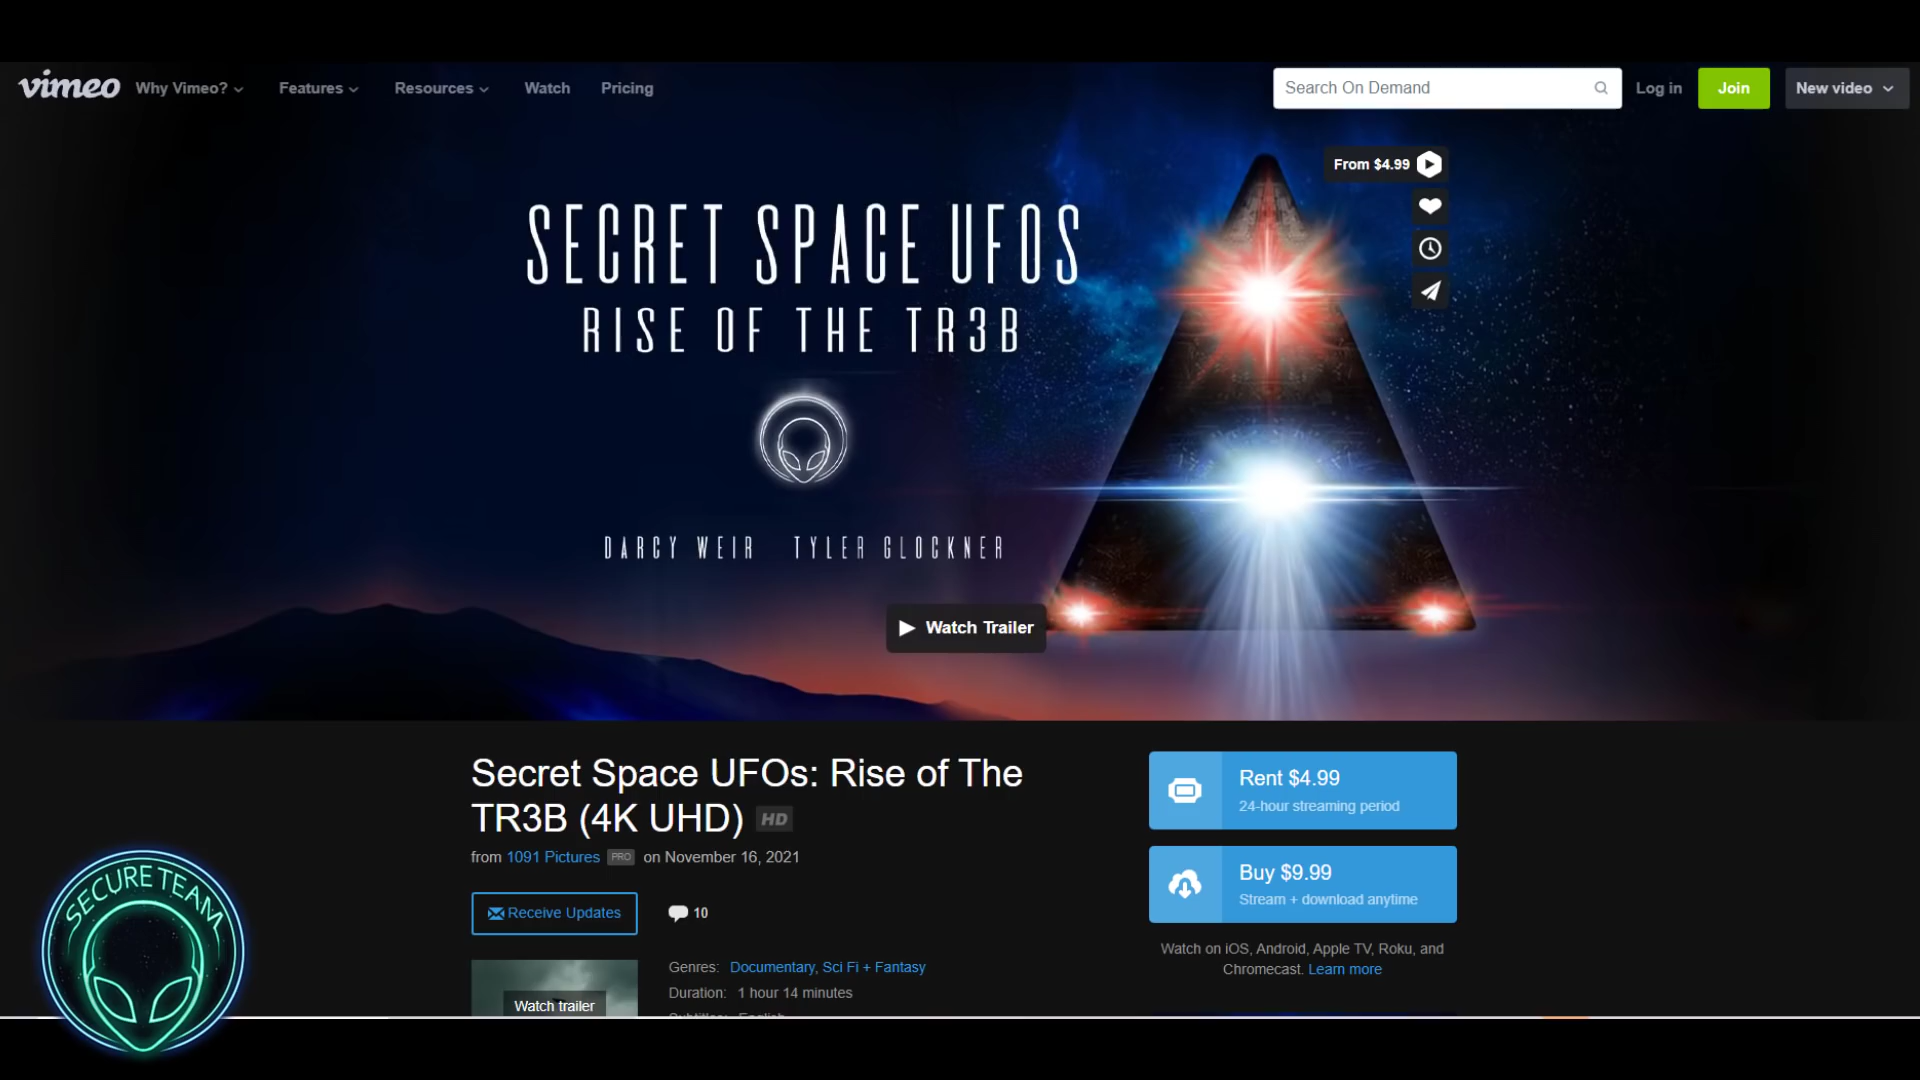 vimeo
Why Vimeo? Features Resources Watch Pricing
Search On Demand
Log in
Join
New video
From $4.99
SECRET SPACE UFOS
RISE OF THE TR3B
DARCY WEIR TYLER GLOCKNER
Watch Trailer
Secret Space UFOs: Rise of The
TR3B (4K UHD) HD
from 1091 Pictures PRO on November 16, 2021
Receive Updates
10
Genres: Documentary, Sci Fi + Fantasy
Duration: 1 hour 14 minutes
Subtitles: English
Watch trailer
Rent $4.99
24-hour streaming period
Buy $9.99
Stream + download anytime
Watch on iOS, Android, Apple TV, Roku, and
Chromecast. Learn more
SECURETEAM